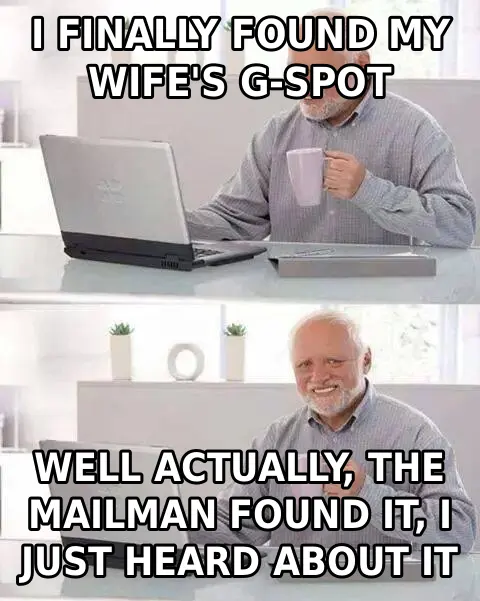 I FINALLY FOUND MY
WIFE'S G-SPOT
WELL ACTUALLY, THE
MAILMAN FOUND IT, I
JUST HEARD ABOUT IT